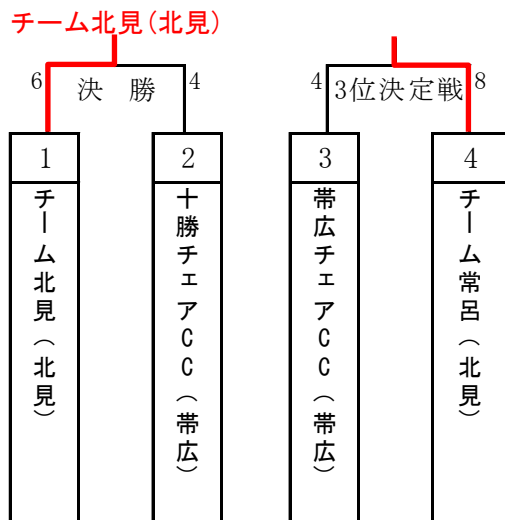 チーム北見(北見)
6 決 勝 4
4 3位決定戦 8
1
2
3
4
チーム北見(北見)
十勝チェアCC(帯広)
帯広チェアCC(帯広)
チーム常呂(北見)